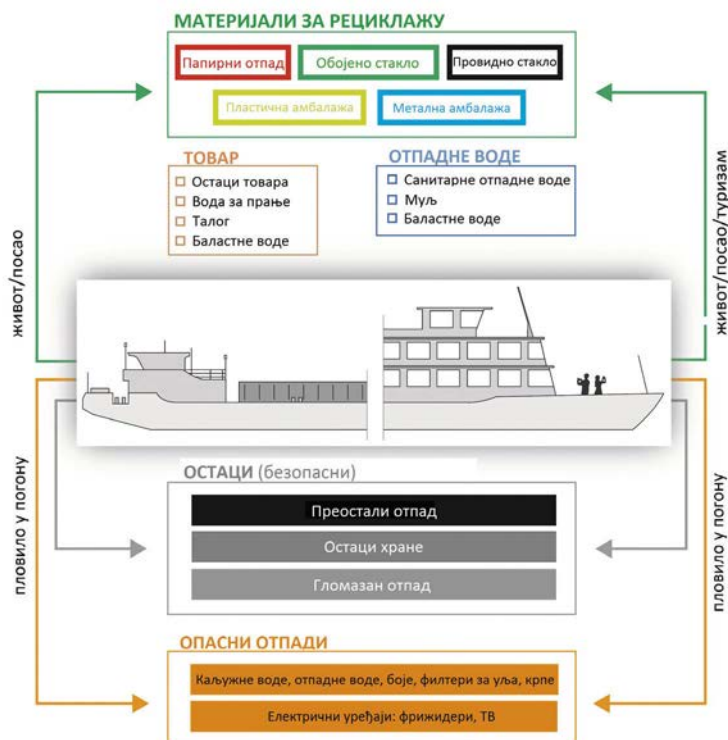 МАТЕРИЈАЛИ ЗА РЕЦИКЛАЖУ
Папирни отпад
Обојено стакло
Провидно стакло
Пластична амбалажа
Метална амбалажа
ТОВАР
Остаци товара
Вода за прање
Талог
Баластне воде
ОТПАДНЕ ВОДЕ
Санитарне отпадне воде
Муљ
Баластне воде
живот/посао
живот/посао/туризам
пловило у погону
пловило у погону
ОСТАЦИ (безопасни)
Преостали отпад
Остаци хране
Гломазан отпад
ОПАСНИ ОТПАДИ
Каљужне воде, отпадне воде, боје, филтери за уља, крпе
Електрични уређаји: фрижидери, ТВ